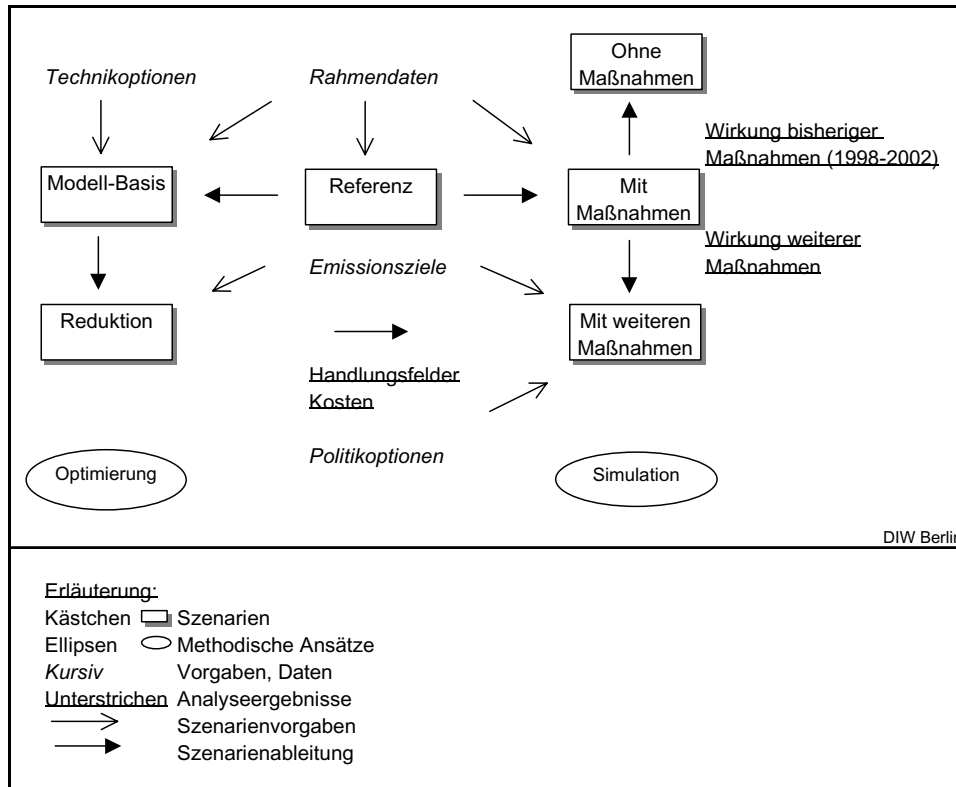 Ohne
Maßnahmen
Technikoptionen
Rahmendaten
Wirkung bisheriger
Maßnahmen (1998-2002)
Modell-Basis
Referenz
Mit
Maßnahmen
Wirkung weiterer
Maßnahmen
Emissionsziele
Reduktion
Mit weiteren
Maßnahmen
Handlungsfelder
Kosten
Politikoptionen
Optimierung
Simulation
DIW Berlin
Erläuterung:
Kästchen Szenarien
Ellipsen Methodische Ansätze
Kursiv Vorgaben, Daten
Unterstrichen Analyseergebnisse
Szenarienvorgaben
Szenarienableitung